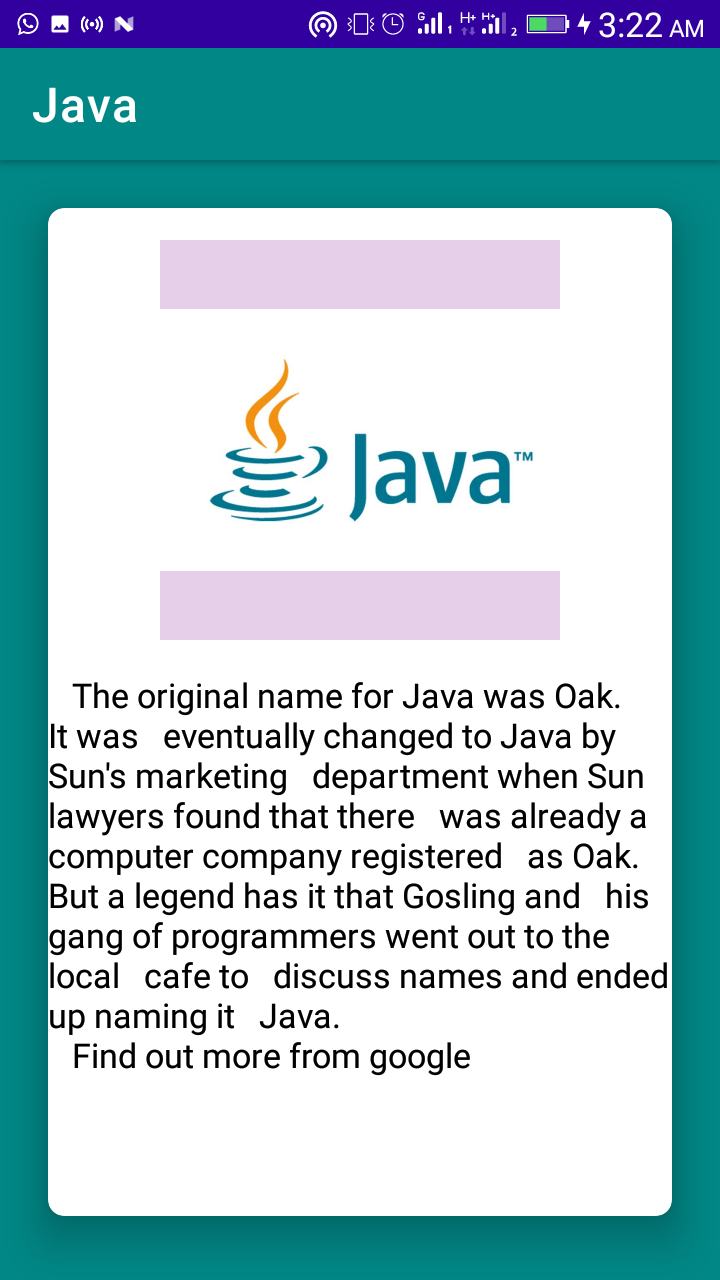 3:22 AM
Java
Java™
The original name for Java was Oak.
It was   eventually changed to Java by
Sun's marketing   department when Sun
lawyers found that there   was already a
computer company registered   as Oak.
But a legend has it that Gosling and   his
gang of programmers went out to the
local   cafe to   discuss names and ended
up naming it   Java.
Find out more from google